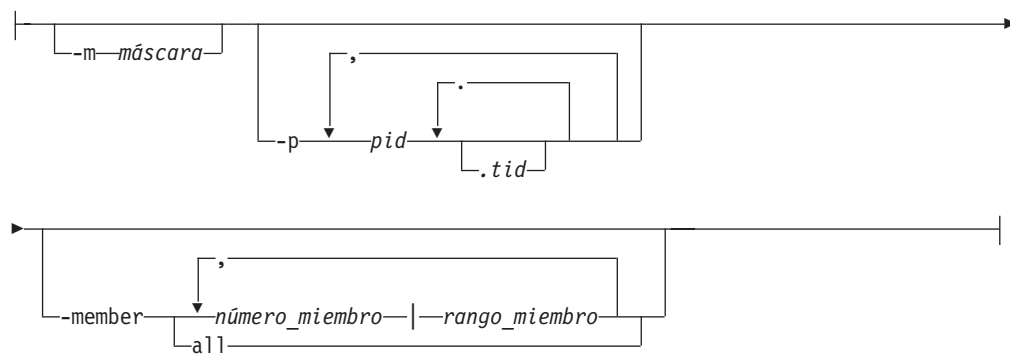 -m máscara
,
.
-p pid
.tid
,
-member número_miembro | rango_miembro
all